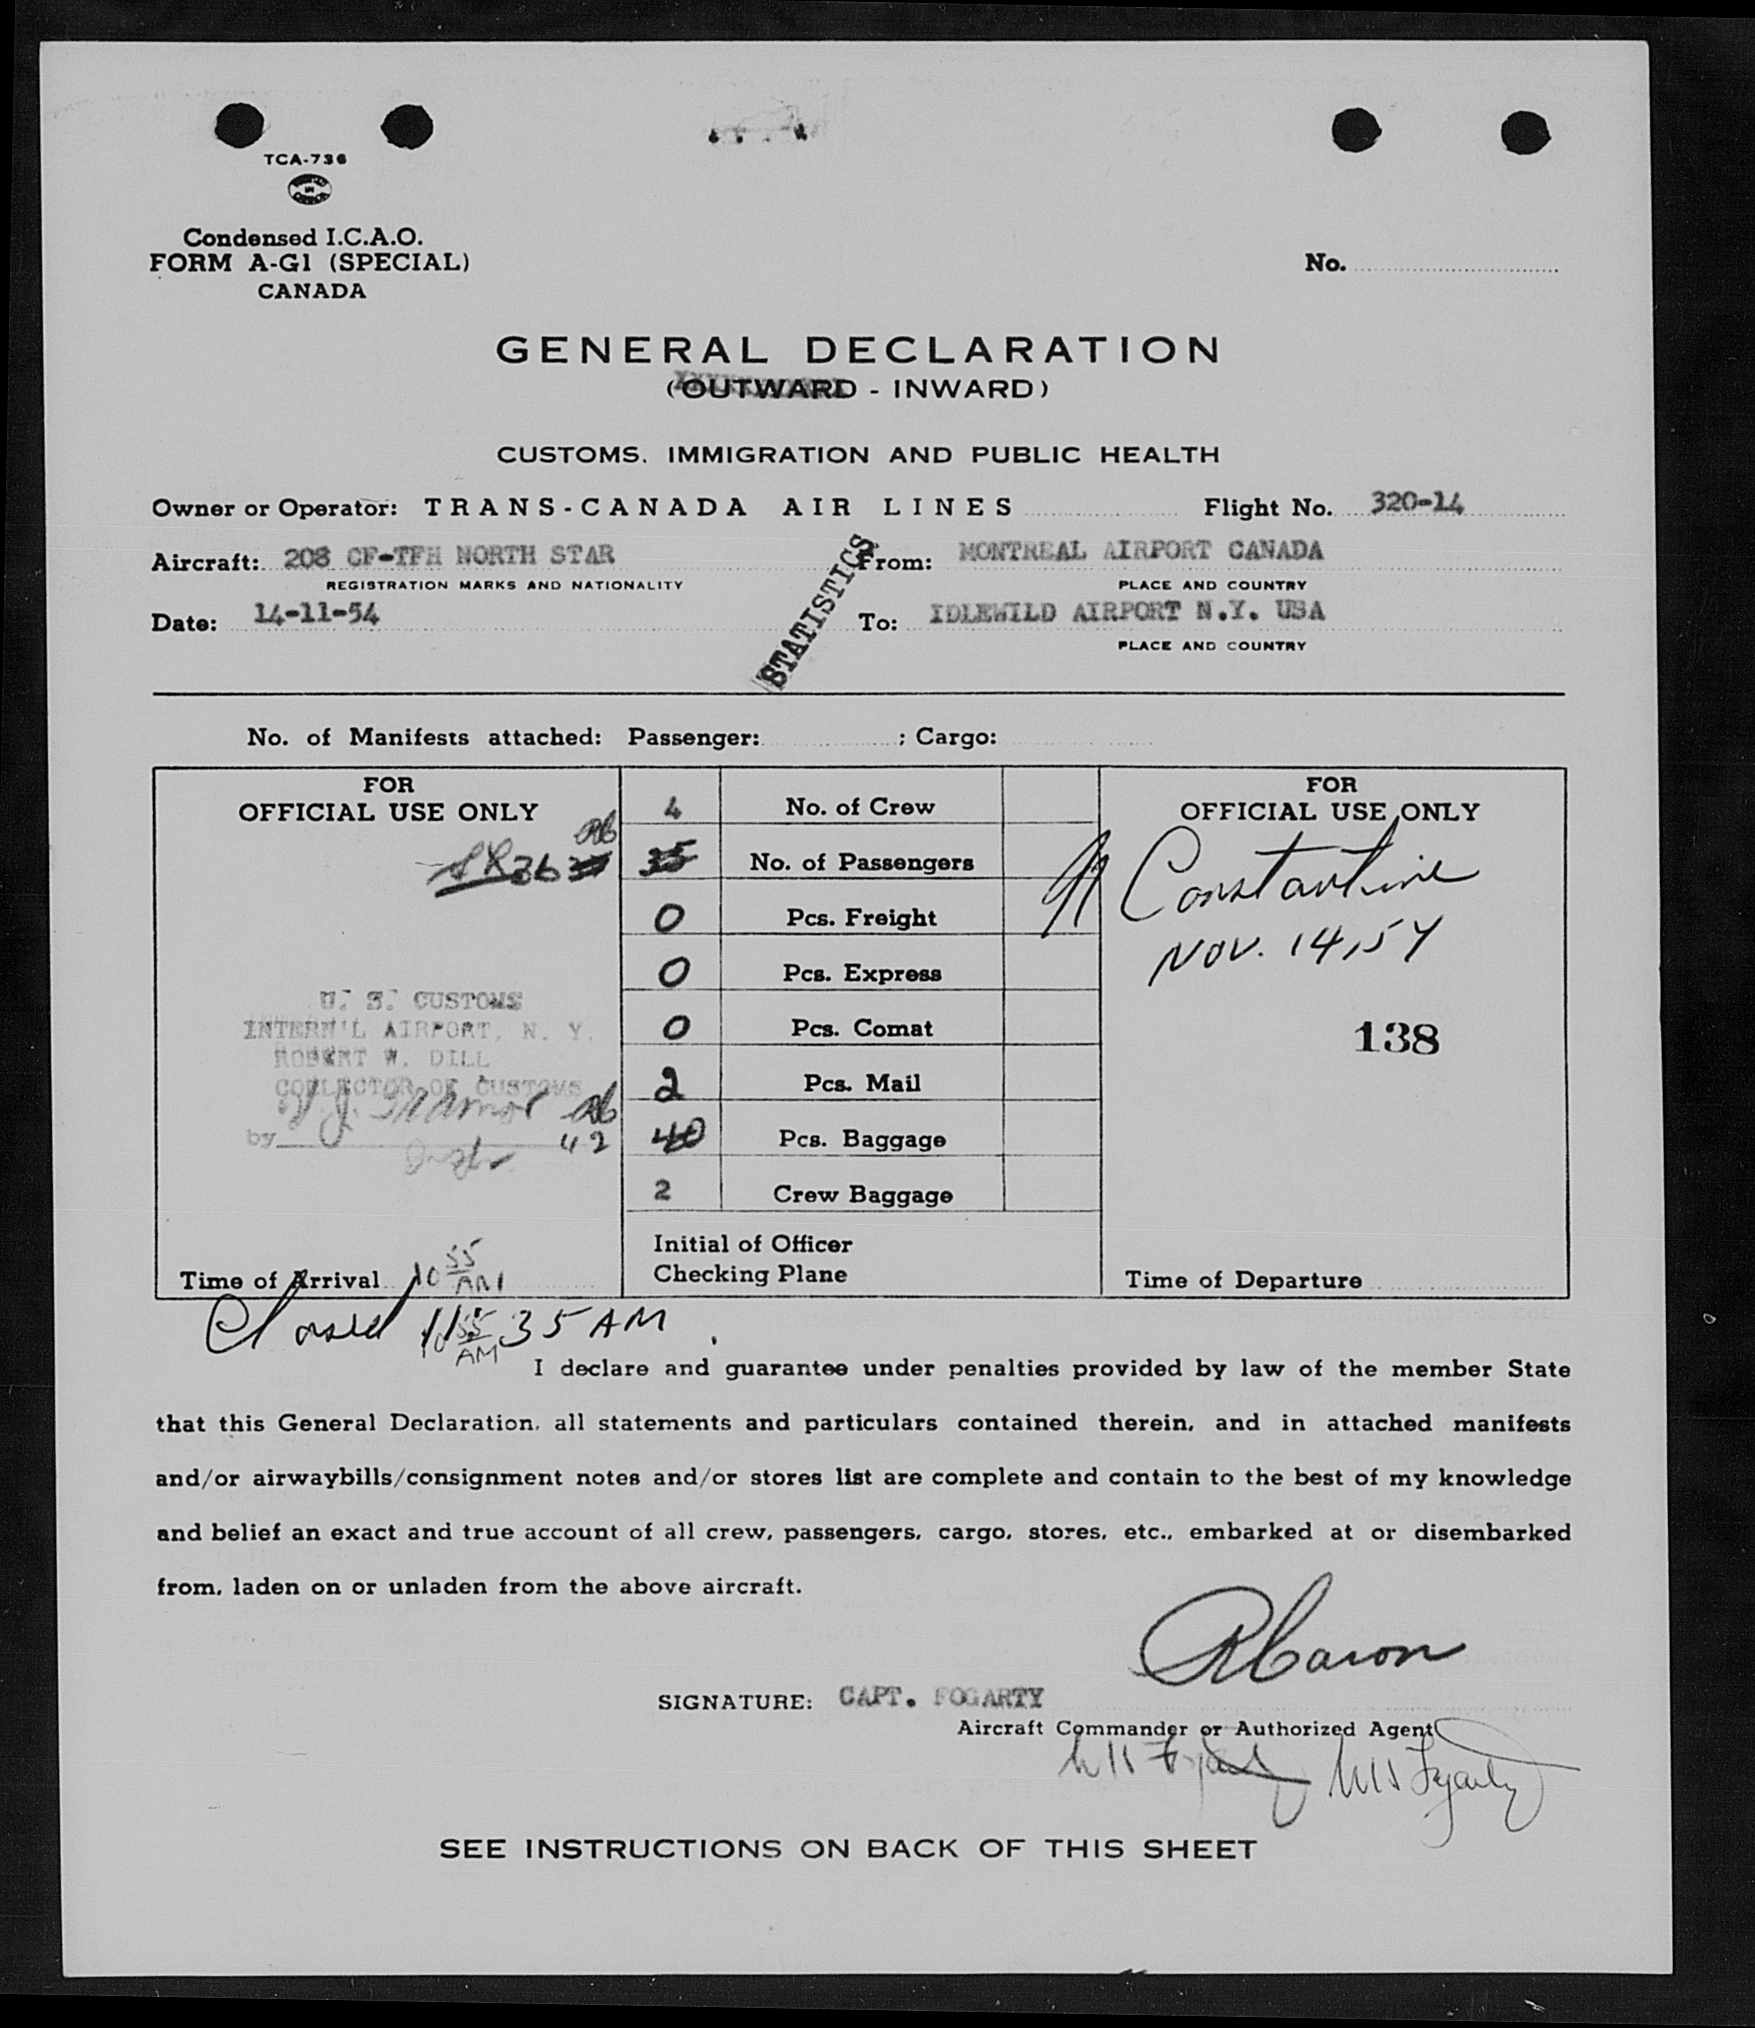 TCA-736
Condensed I.C.A.O.
FORM A-G1 (SPECIAL)
CANADA
No.
GENERAL DECLARATION
(OUTWARD - INWARD)
CUSTOMS. IMMIGRATION AND PUBLIC HEALTH
Owner or Operator: TRANS-CANADA AIR LINES Flight No. 320-14
Aircraft: 208 CF-TFH NORTH STAR From: MONTREAL AIRPORT CANADA
REGISTRATION MARKS AND NATIONALITY PLACE AND COUNTRY
Date: 14-11-54 To: IDLEWILD AIRPORT N.Y. USA
PLACE AND COUNTRY
STATISTICS
No. of Manifests attached: Passenger: ; Cargo:
FOR
OFFICIAL USE ONLY
36
U. S. CUSTOMS
INTERN'L AIRPORT, N. Y.
ROBERT W. DILL
COLLECTOR OF CUSTOMS
by
42
Time of Arrival 10 55 AM
4 No. of Crew
35 No. of Passengers
0 Pcs. Freight
0 Pcs. Express
0 Pcs. Comat
2 Pcs. Mail
40 Pcs. Baggage
2 Crew Baggage
Initial of Officer
Checking Plane
FOR
OFFICIAL USE ONLY
Constantine
NOV. 14, 54
138
Time of Departure
Closed 11 35 AM
10 55 AM
I declare and guarantee under penalties provided by law of the member State
that this General Declaration, all statements and particulars contained therein, and in attached manifests
and/or airwaybills/consignment notes and/or stores list are complete and contain to the best of my knowledge
and belief an exact and true account of all crew, passengers, cargo, stores, etc., embarked at or disembarked
from, laden on or unladen from the above aircraft.
RCaron
SIGNATURE: CAPT. FOGARTY
Aircraft Commander or Authorized Agent
Fogarty Fogarty
SEE INSTRUCTIONS ON BACK OF THIS SHEET